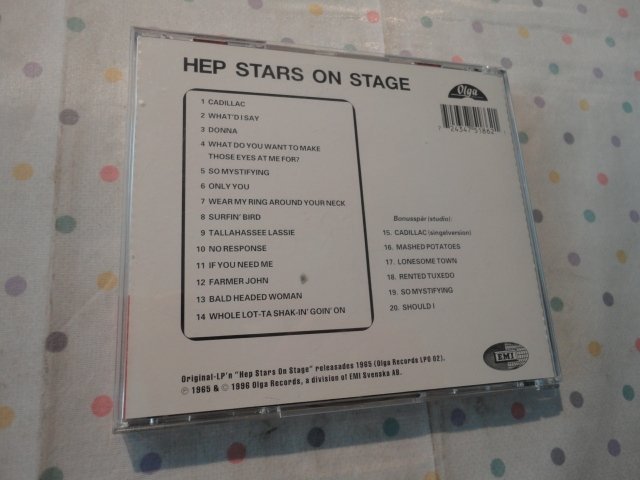 HEP STARS ON STAGE
Olga
1 CADILLAC
2 WHAT'D I SAY
3 DONNA
4 WHAT DO YOU WANT TO MAKE
THOSE EYES AT ME FOR?
5 SO MYSTIFYING
6 ONLY YOU
7 WEAR MY RING AROUND YOUR NECK
8 SURFIN' BIRD
9 TALLAHASSEE LASSIE
10 NO RESPONSE
11 IF YOU NEED ME
12 FARMER JOHN
13 BALD HEADED WOMAN
14 WHOLE LOT-TA SHAK-IN' GOIN' ON
7 24347 51862
Bonusspår (studio):
15. CADILLAC (singelversion)
16. MASHED POTATOES
17. LONESOME TOWN
18. RENTED TUXEDO
19. SO MYSTIFYING
20. SHOULD I
Original-LP'n "Hep Stars On Stage" releasades 1965 (Olga Records LPO 02).
℗ 1965 & © 1996 Olga Records, a division of EMI Svenska AB.
EMI